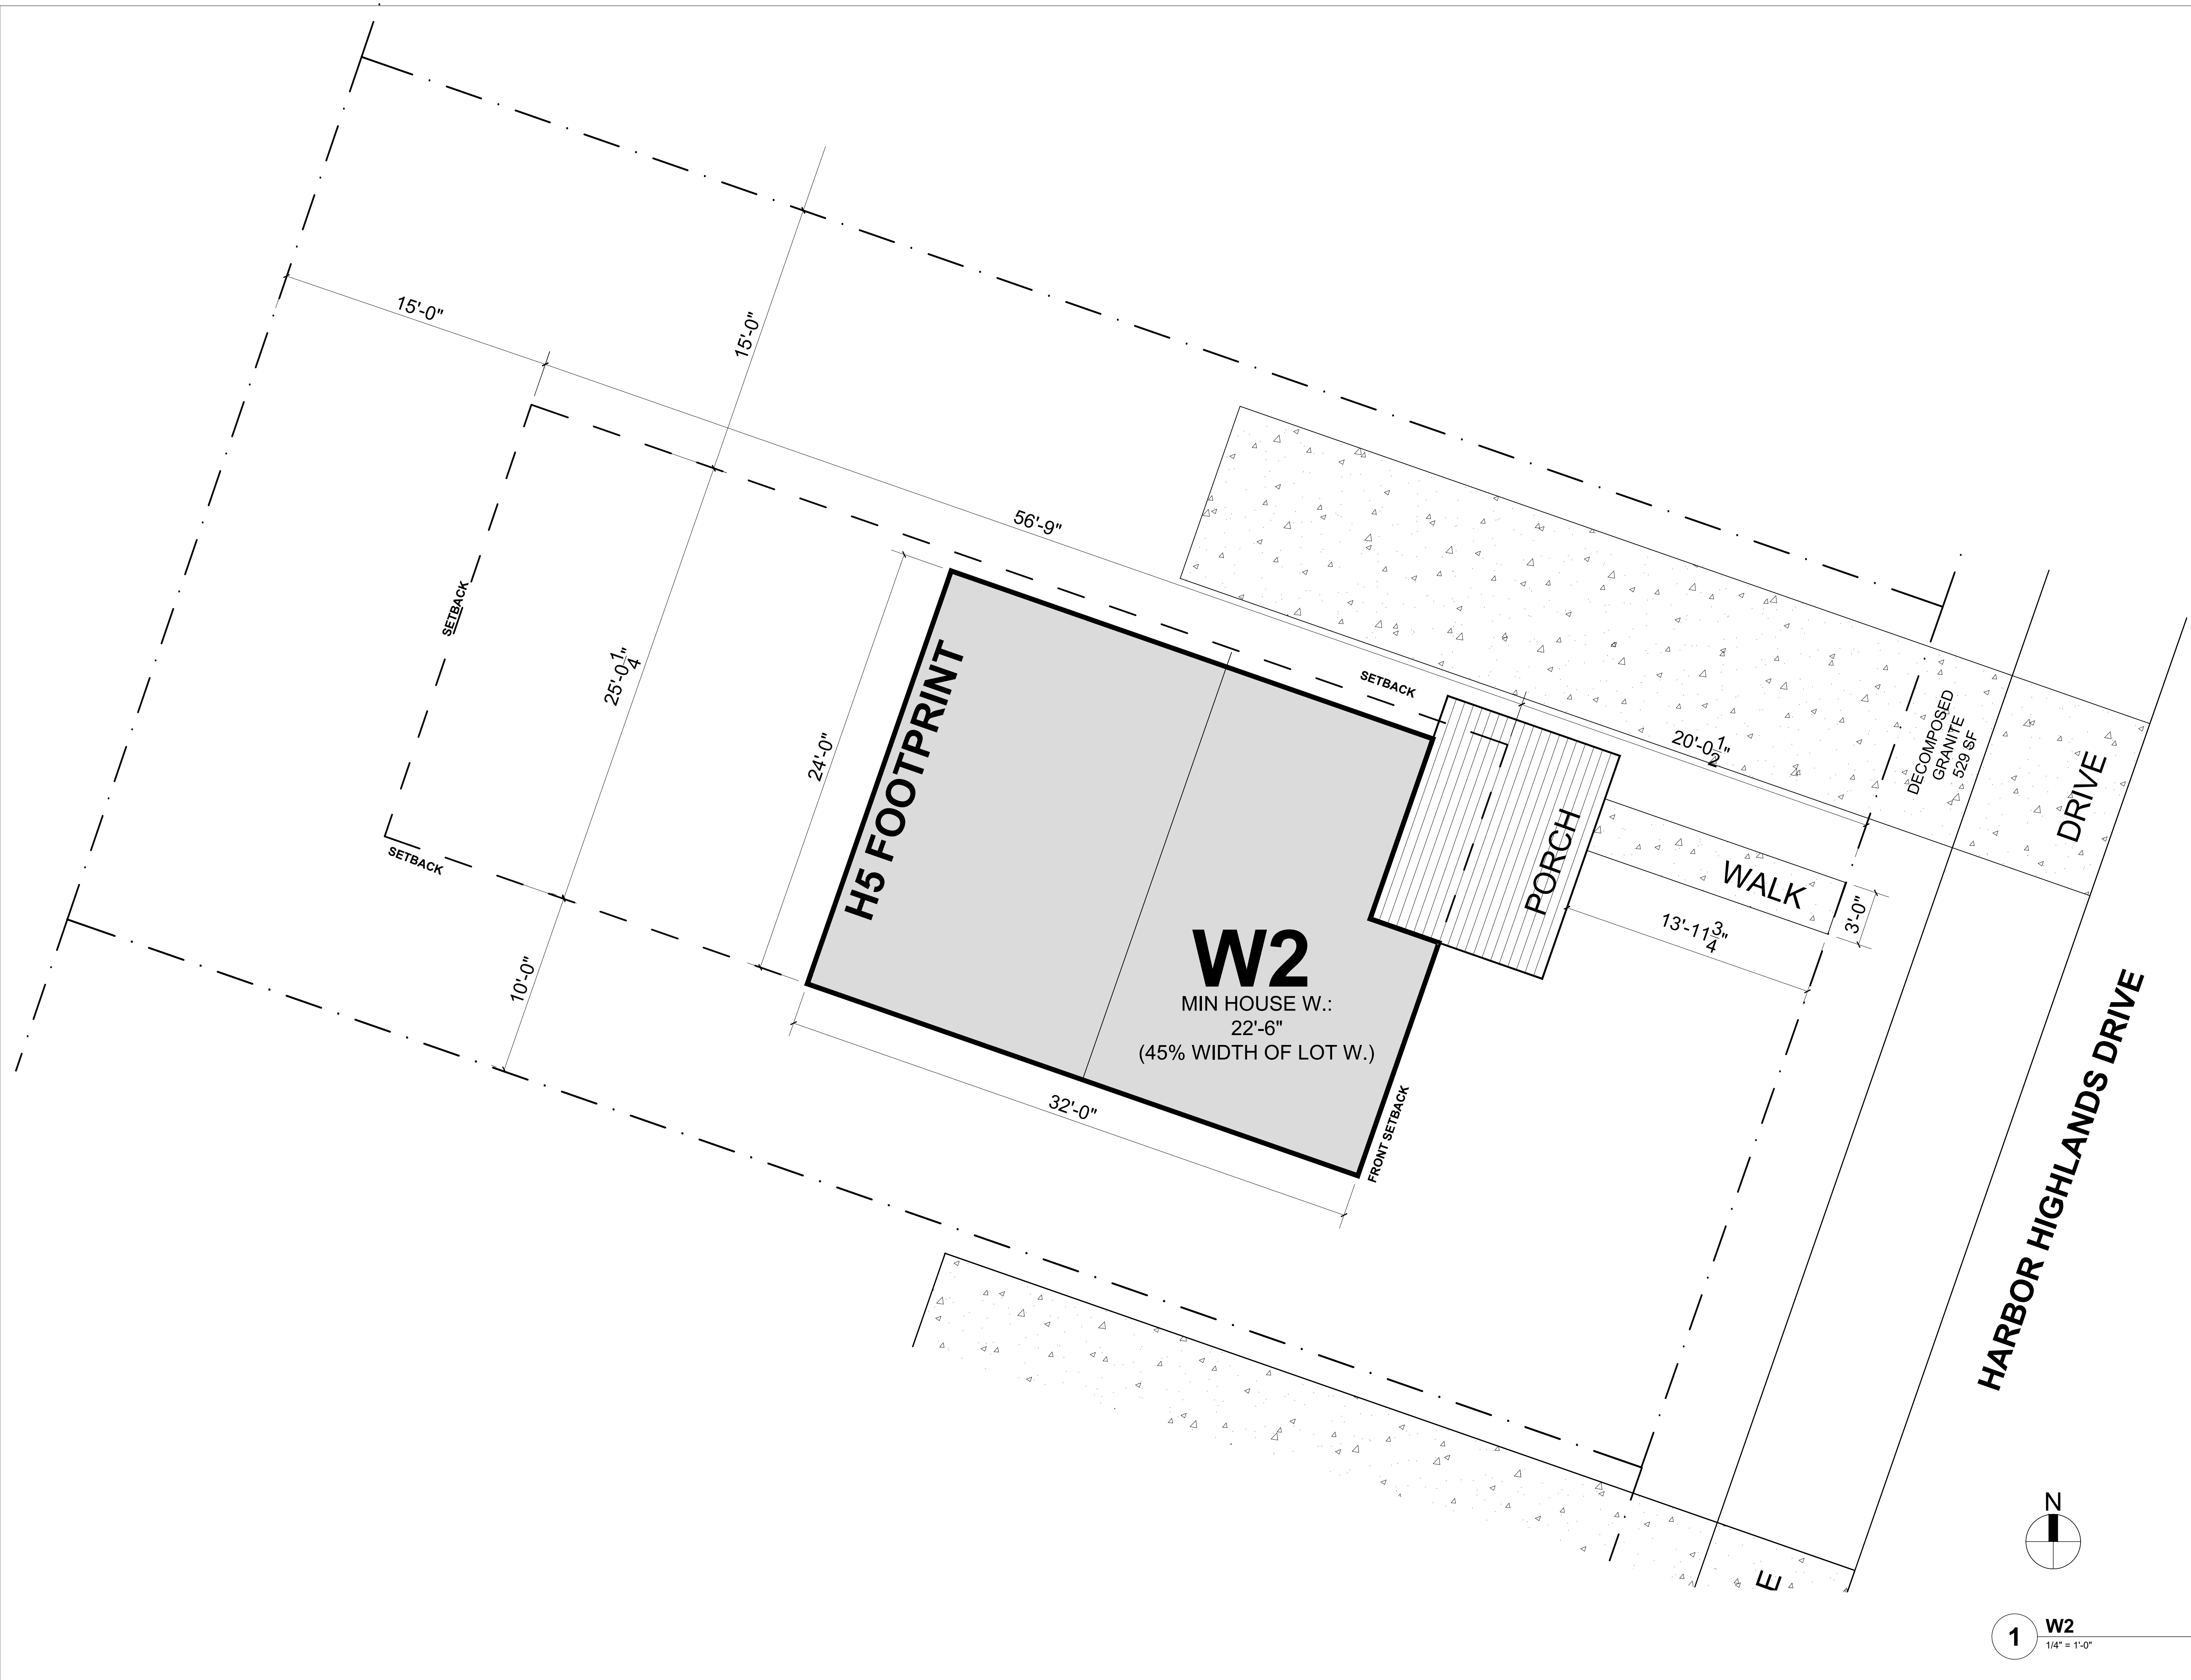 15'-0"
15'-0"
56'-9"
SETBACK
25'-0 1/4"
24'-0"
H5 FOOTPRINT
SETBACK
20'-0 1/2"
DECOMPOSED
GRANITE
529 SF
DRIVE
PORCH
WALK
3'-0"
13'-11 3/4"
SETBACK
10'-0"
W2
MIN HOUSE W.:
22'-6"
(45% WIDTH OF LOT W.)
32'-0"
FRONT SETBACK
HARBOR HIGHLANDS DRIVE
N
E
1
W2
1/4" = 1'-0"